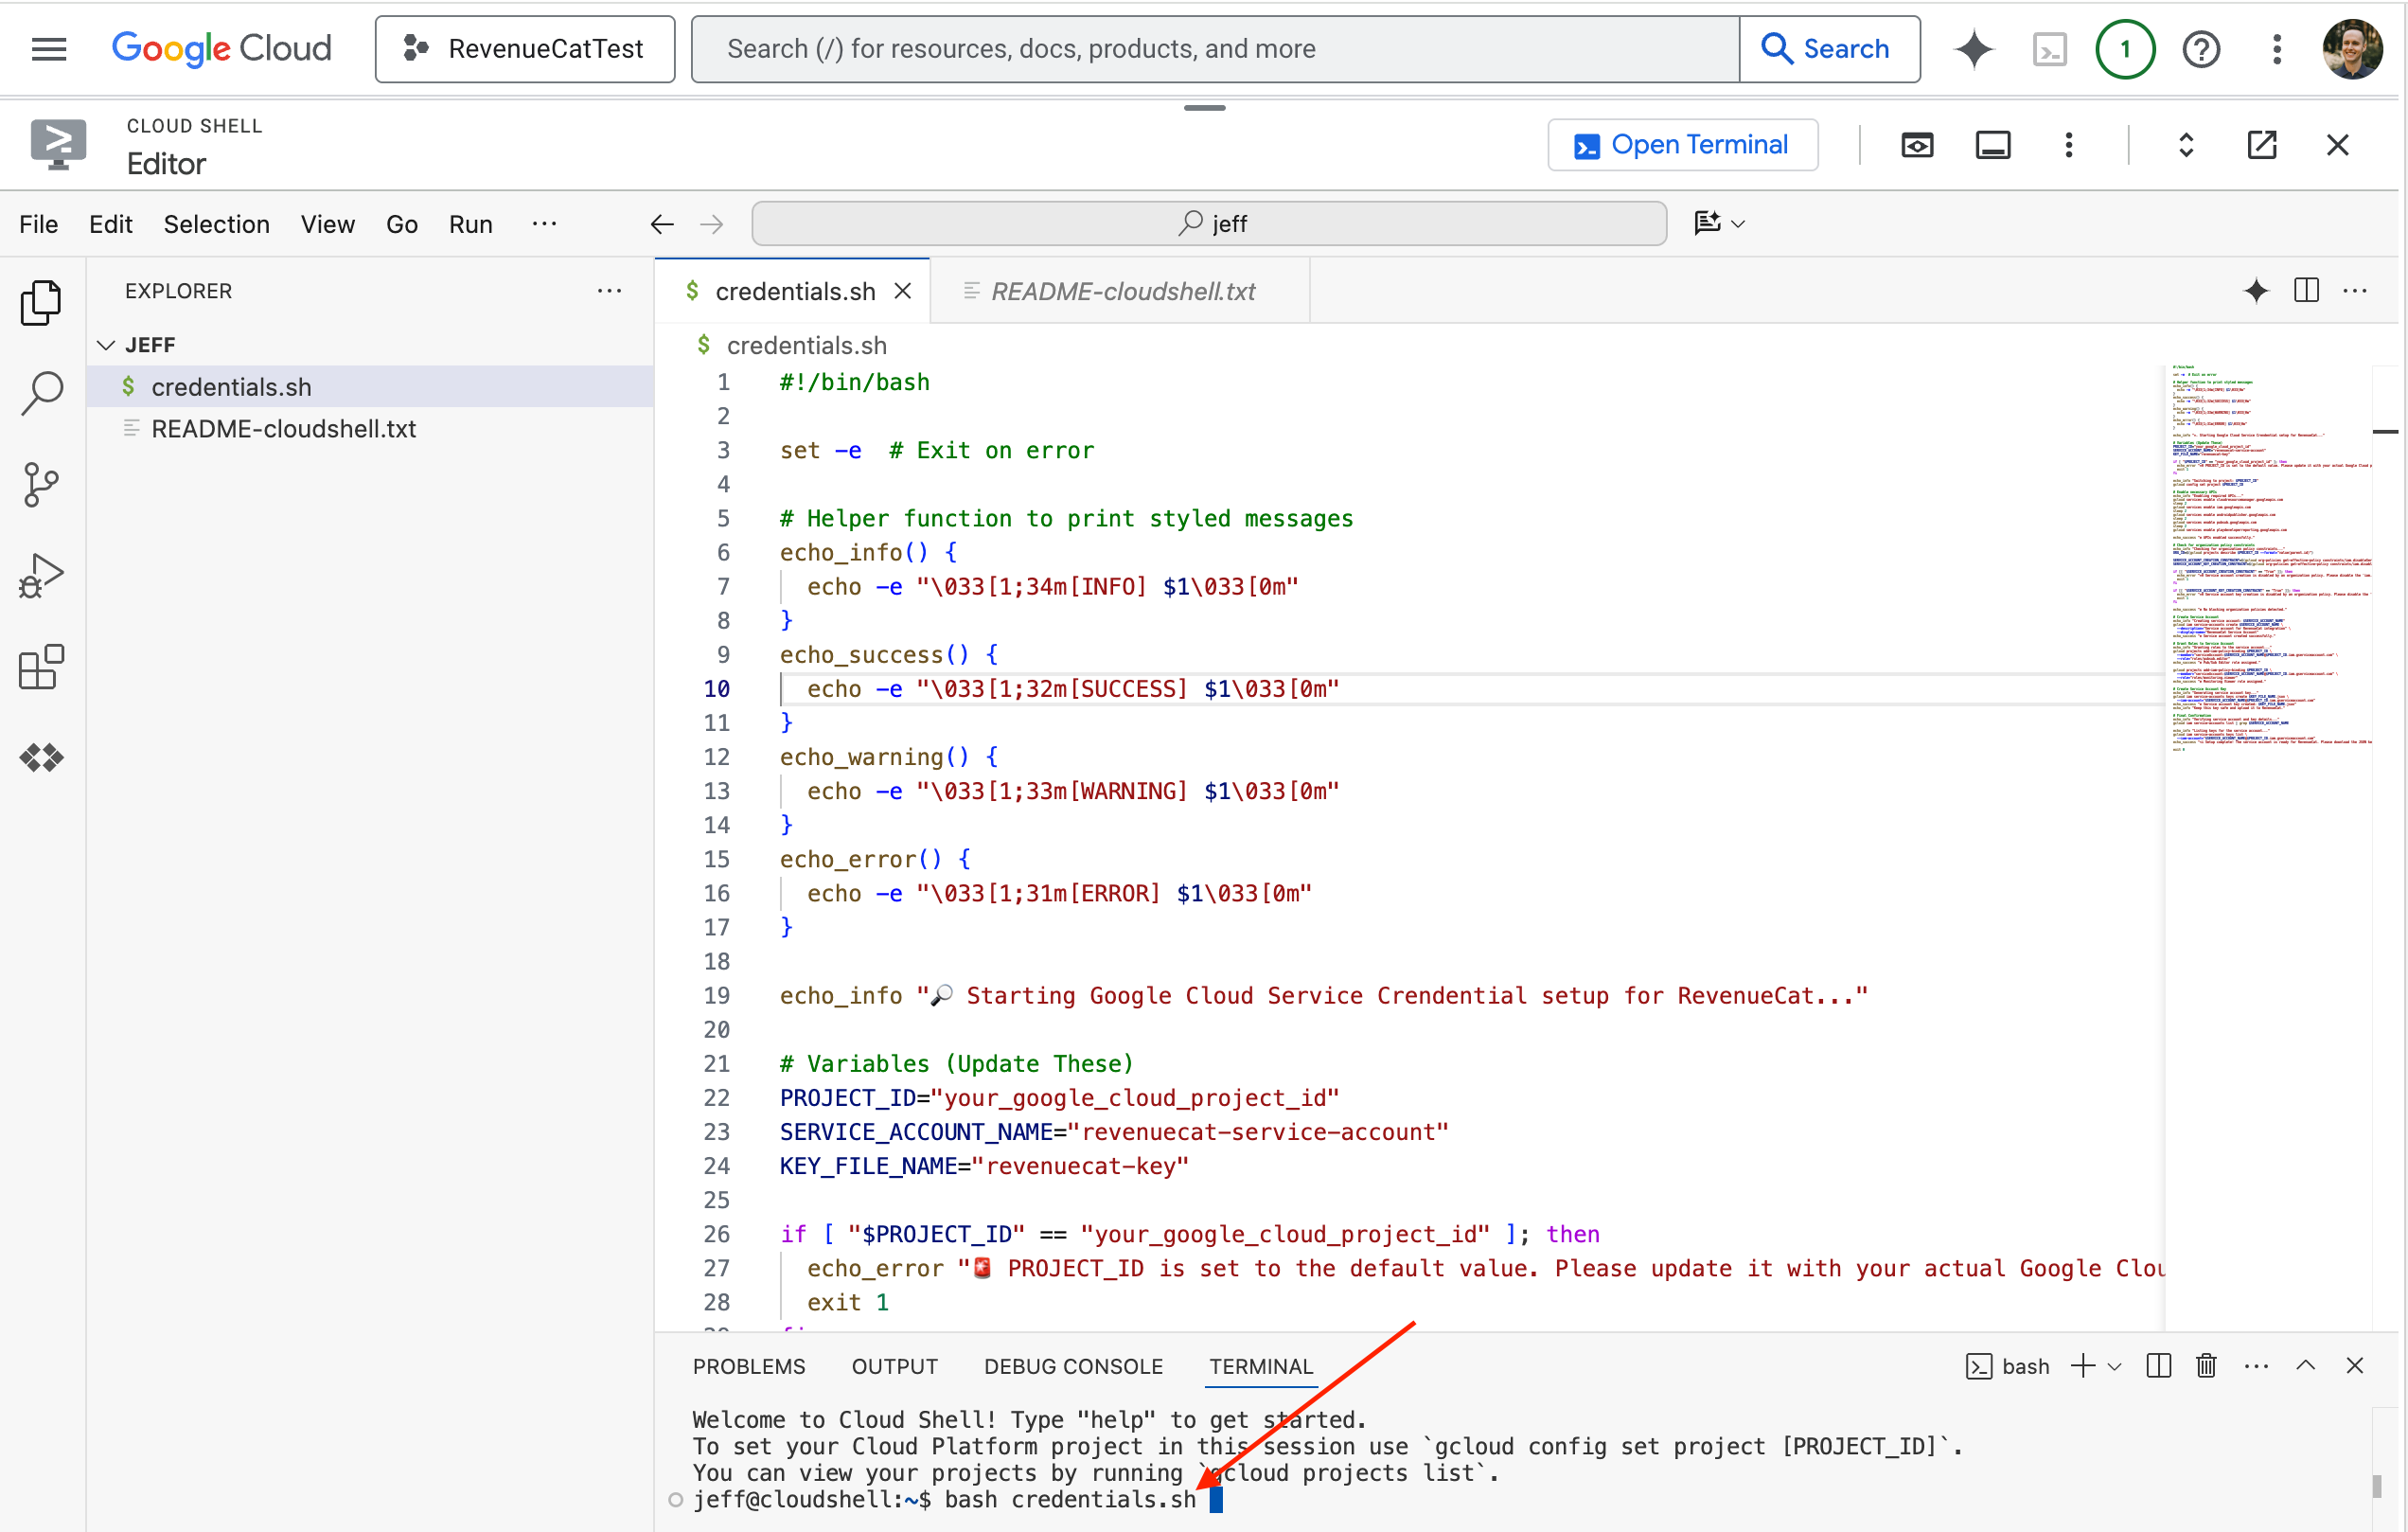 Google Cloud
RevenueCatTest
Search (/) for resources, docs, products, and more
Search
1
CLOUD SHELL
Editor
Open Terminal
File Edit Selection View Go Run ···
jeff
EXPLORER
JEFF
credentials.sh
README-cloudshell.txt
$ credentials.sh
README-cloudshell.txt
$ credentials.sh
1 #!/bin/bash
2
3 set -e  # Exit on error
4
5 # Helper function to print styled messages
6 echo_info() {
7   echo -e "\033[1;34m[INFO] $1\033[0m"
8 }
9 echo_success() {
10   echo -e "\033[1;32m[SUCCESS] $1\033[0m"
11 }
12 echo_warning() {
13   echo -e "\033[1;33m[WARNING] $1\033[0m"
14 }
15 echo_error() {
16   echo -e "\033[1;31m[ERROR] $1\033[0m"
17 }
18
19 echo_info "🔎 Starting Google Cloud Service Crendential setup for RevenueCat..."
20
21 # Variables (Update These)
22 PROJECT_ID="your_google_cloud_project_id"
23 SERVICE_ACCOUNT_NAME="revenuecat-service-account"
24 KEY_FILE_NAME="revenuecat-key"
25
26 if [ "$PROJECT_ID" == "your_google_cloud_project_id" ]; then
27   echo_error "🚨 PROJECT_ID is set to the default value. Please update it with your actual Google Clou
28   exit 1
PROBLEMS OUTPUT DEBUG CONSOLE TERMINAL
bash
Welcome to Cloud Shell! Type "help" to get started.
To set your Cloud Platform project in this session use `gcloud config set project [PROJECT_ID]`.
You can view your projects by running `gcloud projects list`.
jeff@cloudshell:~$ bash credentials.sh